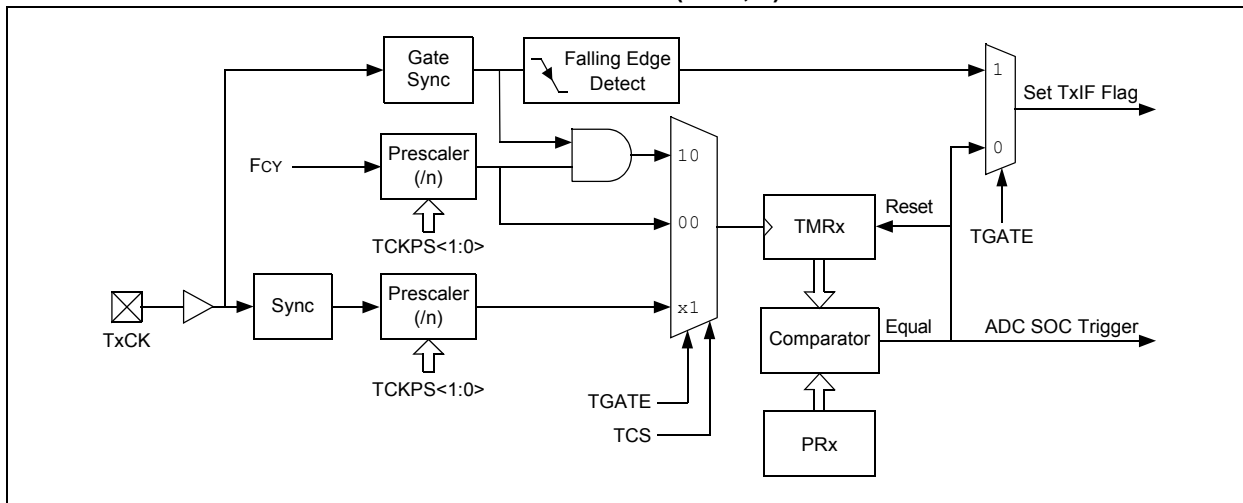 Gate
Sync
Falling Edge
Detect
1
Set TxIF Flag
FCY
Prescaler
(/n)
10
0
TCKPS<1:0>
00
TMRx
Reset
TGATE
TxCK
Sync
Prescaler
(/n)
x1
Comparator
Equal
ADC SOC Trigger
TCKPS<1:0>
TGATE
TCS
PRx